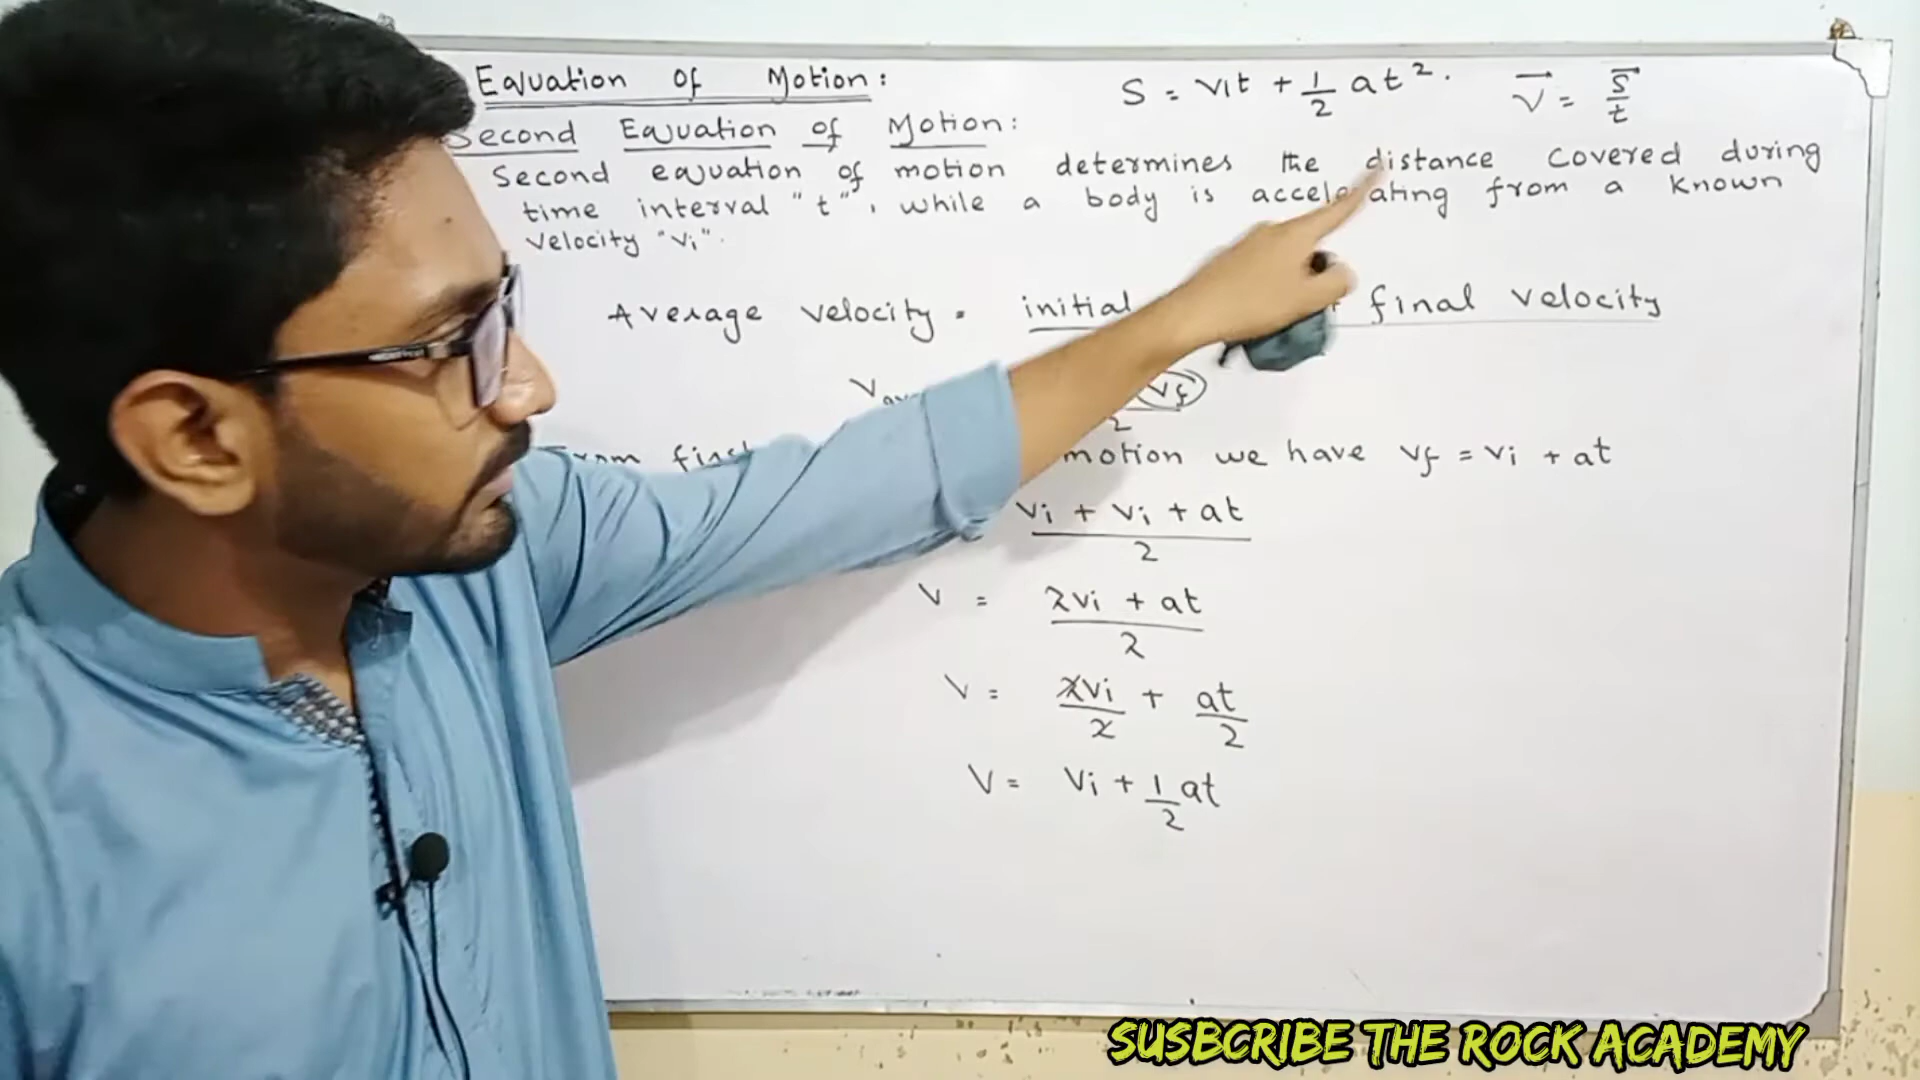 Equation of Motion:
S = vit + 1/2 at².
V⃗ = S⃗/t
Second Equation of Motion:
Second equation of motion determines the distance covered during
time interval "t", while a body is accelerating from a known
velocity "vi".
Average velocity = initial final velocity
Vav vf
2
From first motion we have vf = vi + at
vi + vi + at
2
V = 2vi + at
2
V = 2vi/2 + at/2
V = Vi + 1/2 at
SUSBCRIBE THE ROCK ACADEMY